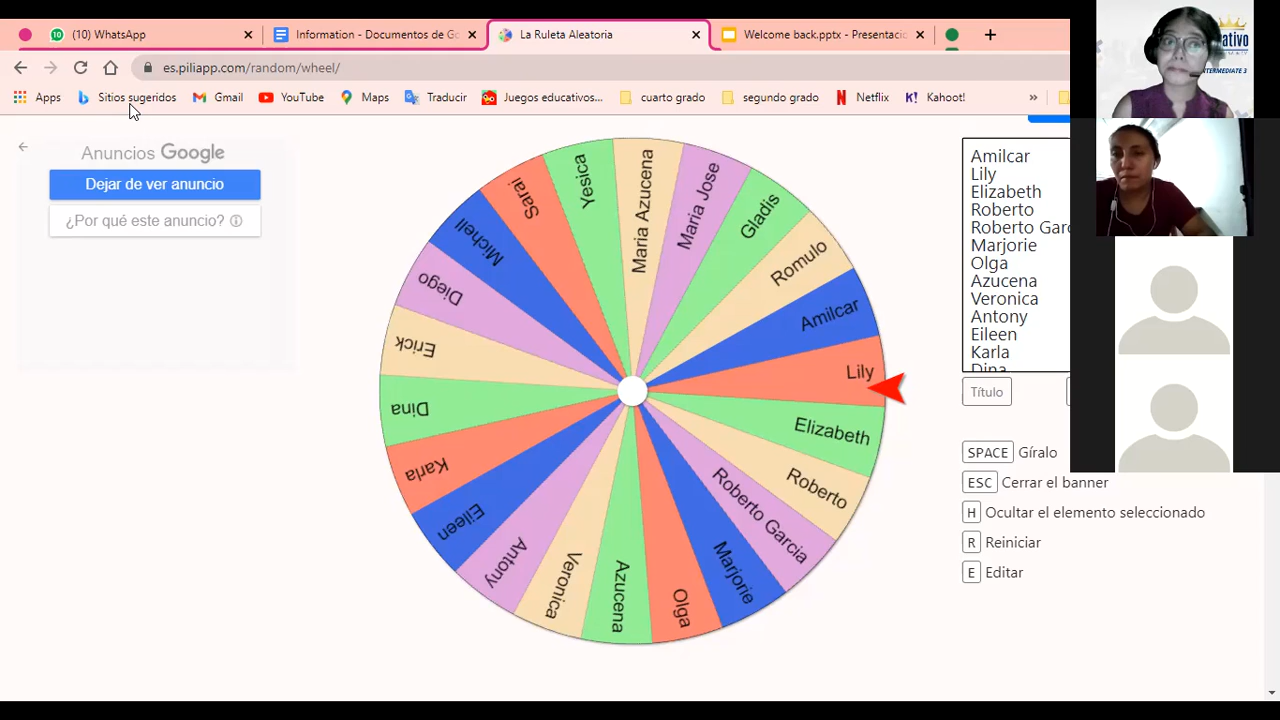 10 (10) WhatsApp
Information - Documentos de Go
La Ruleta Aleatoria
Welcome back.pptx - Presentació
es.piliapp.com/random/wheel/
Apps
Sitios sugeridos
Gmail
YouTube
Maps
Traducir
Juegos educativos...
cuarto grado
segundo grado
Netflix
Kahoot!
»
Anuncios Google
Dejar de ver anuncio
¿Por qué este anuncio?
Yesica
Maria Azucena
Maria Jose
Gladis
Romulo
Amilcar
Lily
Elizabeth
Roberto
Roberto Garcia
Marjorie
Olga
Azucena
Veronica
Antony
Eileen
Karla
Dina
Erick
Diego
Michell
Sarai
Amilcar
Lily
Elizabeth
Roberto
Roberto Garc
Marjorie
Olga
Azucena
Veronica
Antony
Eileen
Karla
Dina
Título
SPACE Gíralo
ESC Cerrar el banner
H Ocultar el elemento seleccionado
R Reiniciar
E Editar
ativo
INTERMEDIATE 3